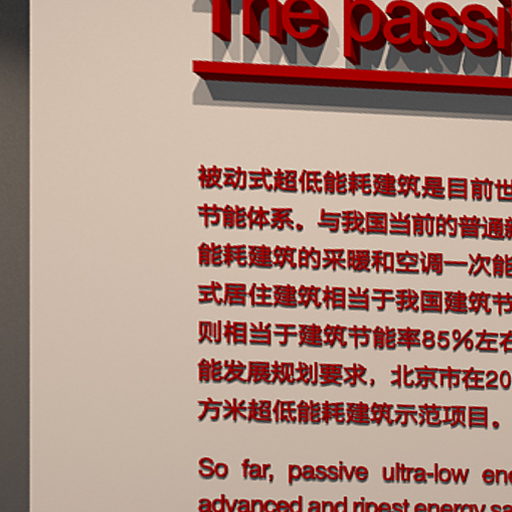 The passi
被动式超低能耗建筑是目前世
节能体系。与我国当前的普通新
能耗建筑的采暖和空调一次能
式居住建筑相当于我国建筑节
则相当于建筑节能率85%左右
能发展规划要求，北京市在20
方米超低能耗建筑示范项目。
So far, passive ultra-low ene
advanced and ripest energy sa